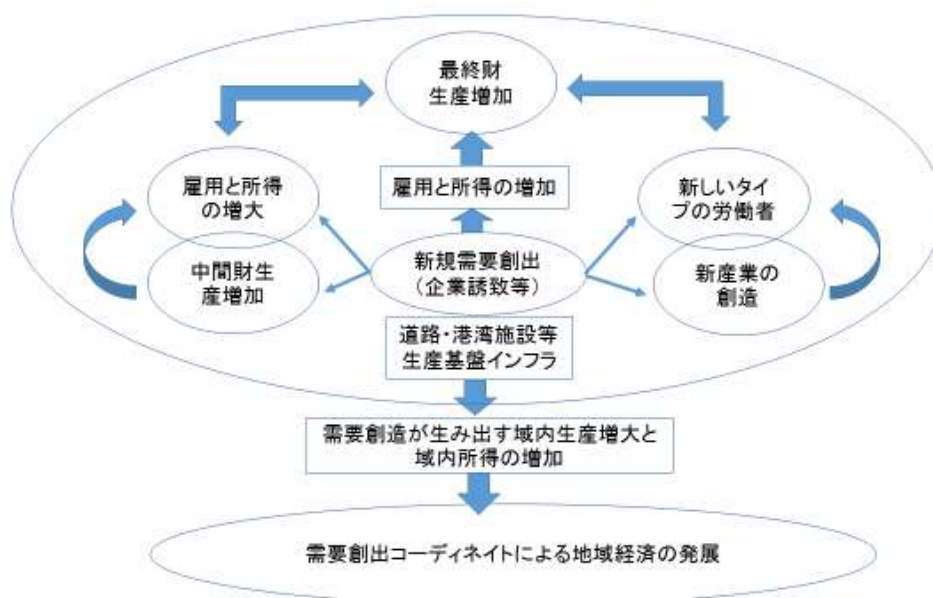 最終財
生産増加
雇用と所得
の増大
雇用と所得の増加
新しいタイ
プの労働者
中間財生
産増加
新規需要創出
（企業誘致等）
新産業の
創造
道路・港湾施設等
生産基盤インフラ
需要創造が生み出す域内生産増大と
域内所得の増加
需要創出コーディネイトによる地域経済の発展